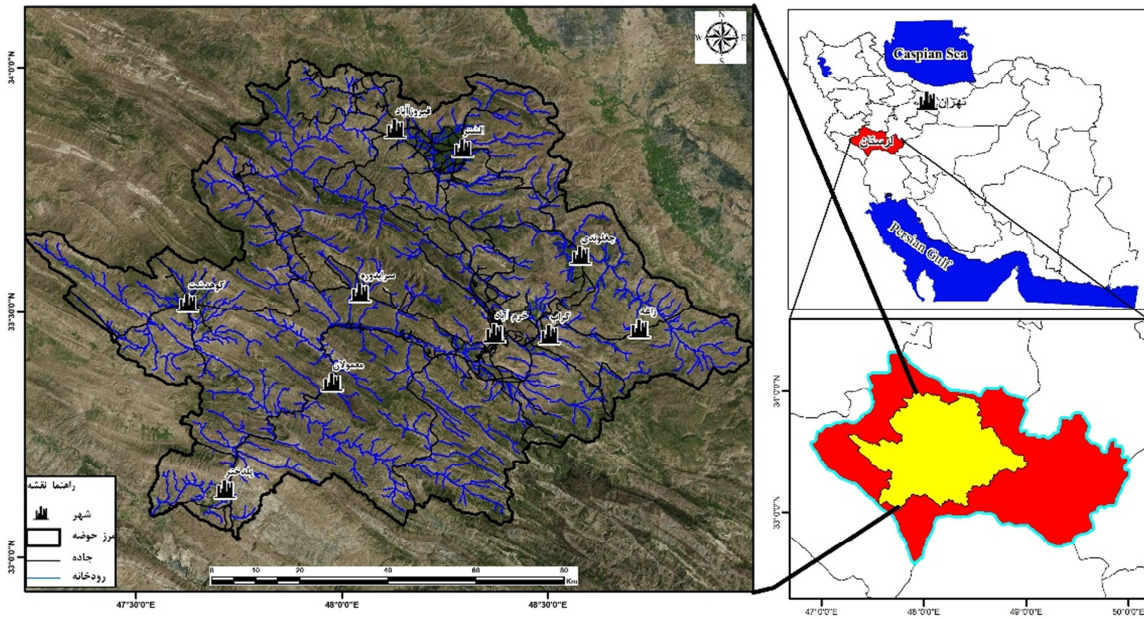 34°0'0"N
33°30'0"N
33°0'0"N
47°30'0"E
48°0'0"E
48°30'0"E
N
W
E
S
فیروزآباد
الشتر
چغلوندی
سرابدوره
کوهدشت
خرم آباد
گراب
زاغه
معمولان
پلدختر
راهنما نقشه
شهر
مرز حوضه
جاده
رودخانه
0
10
20
40
60
80
Km
Caspian Sea
تهران
لرستان
Persian Gulf
34°0'0"N
33°0'0"N
47°0'0"E
48°0'0"E
49°0'0"E
50°0'0"E